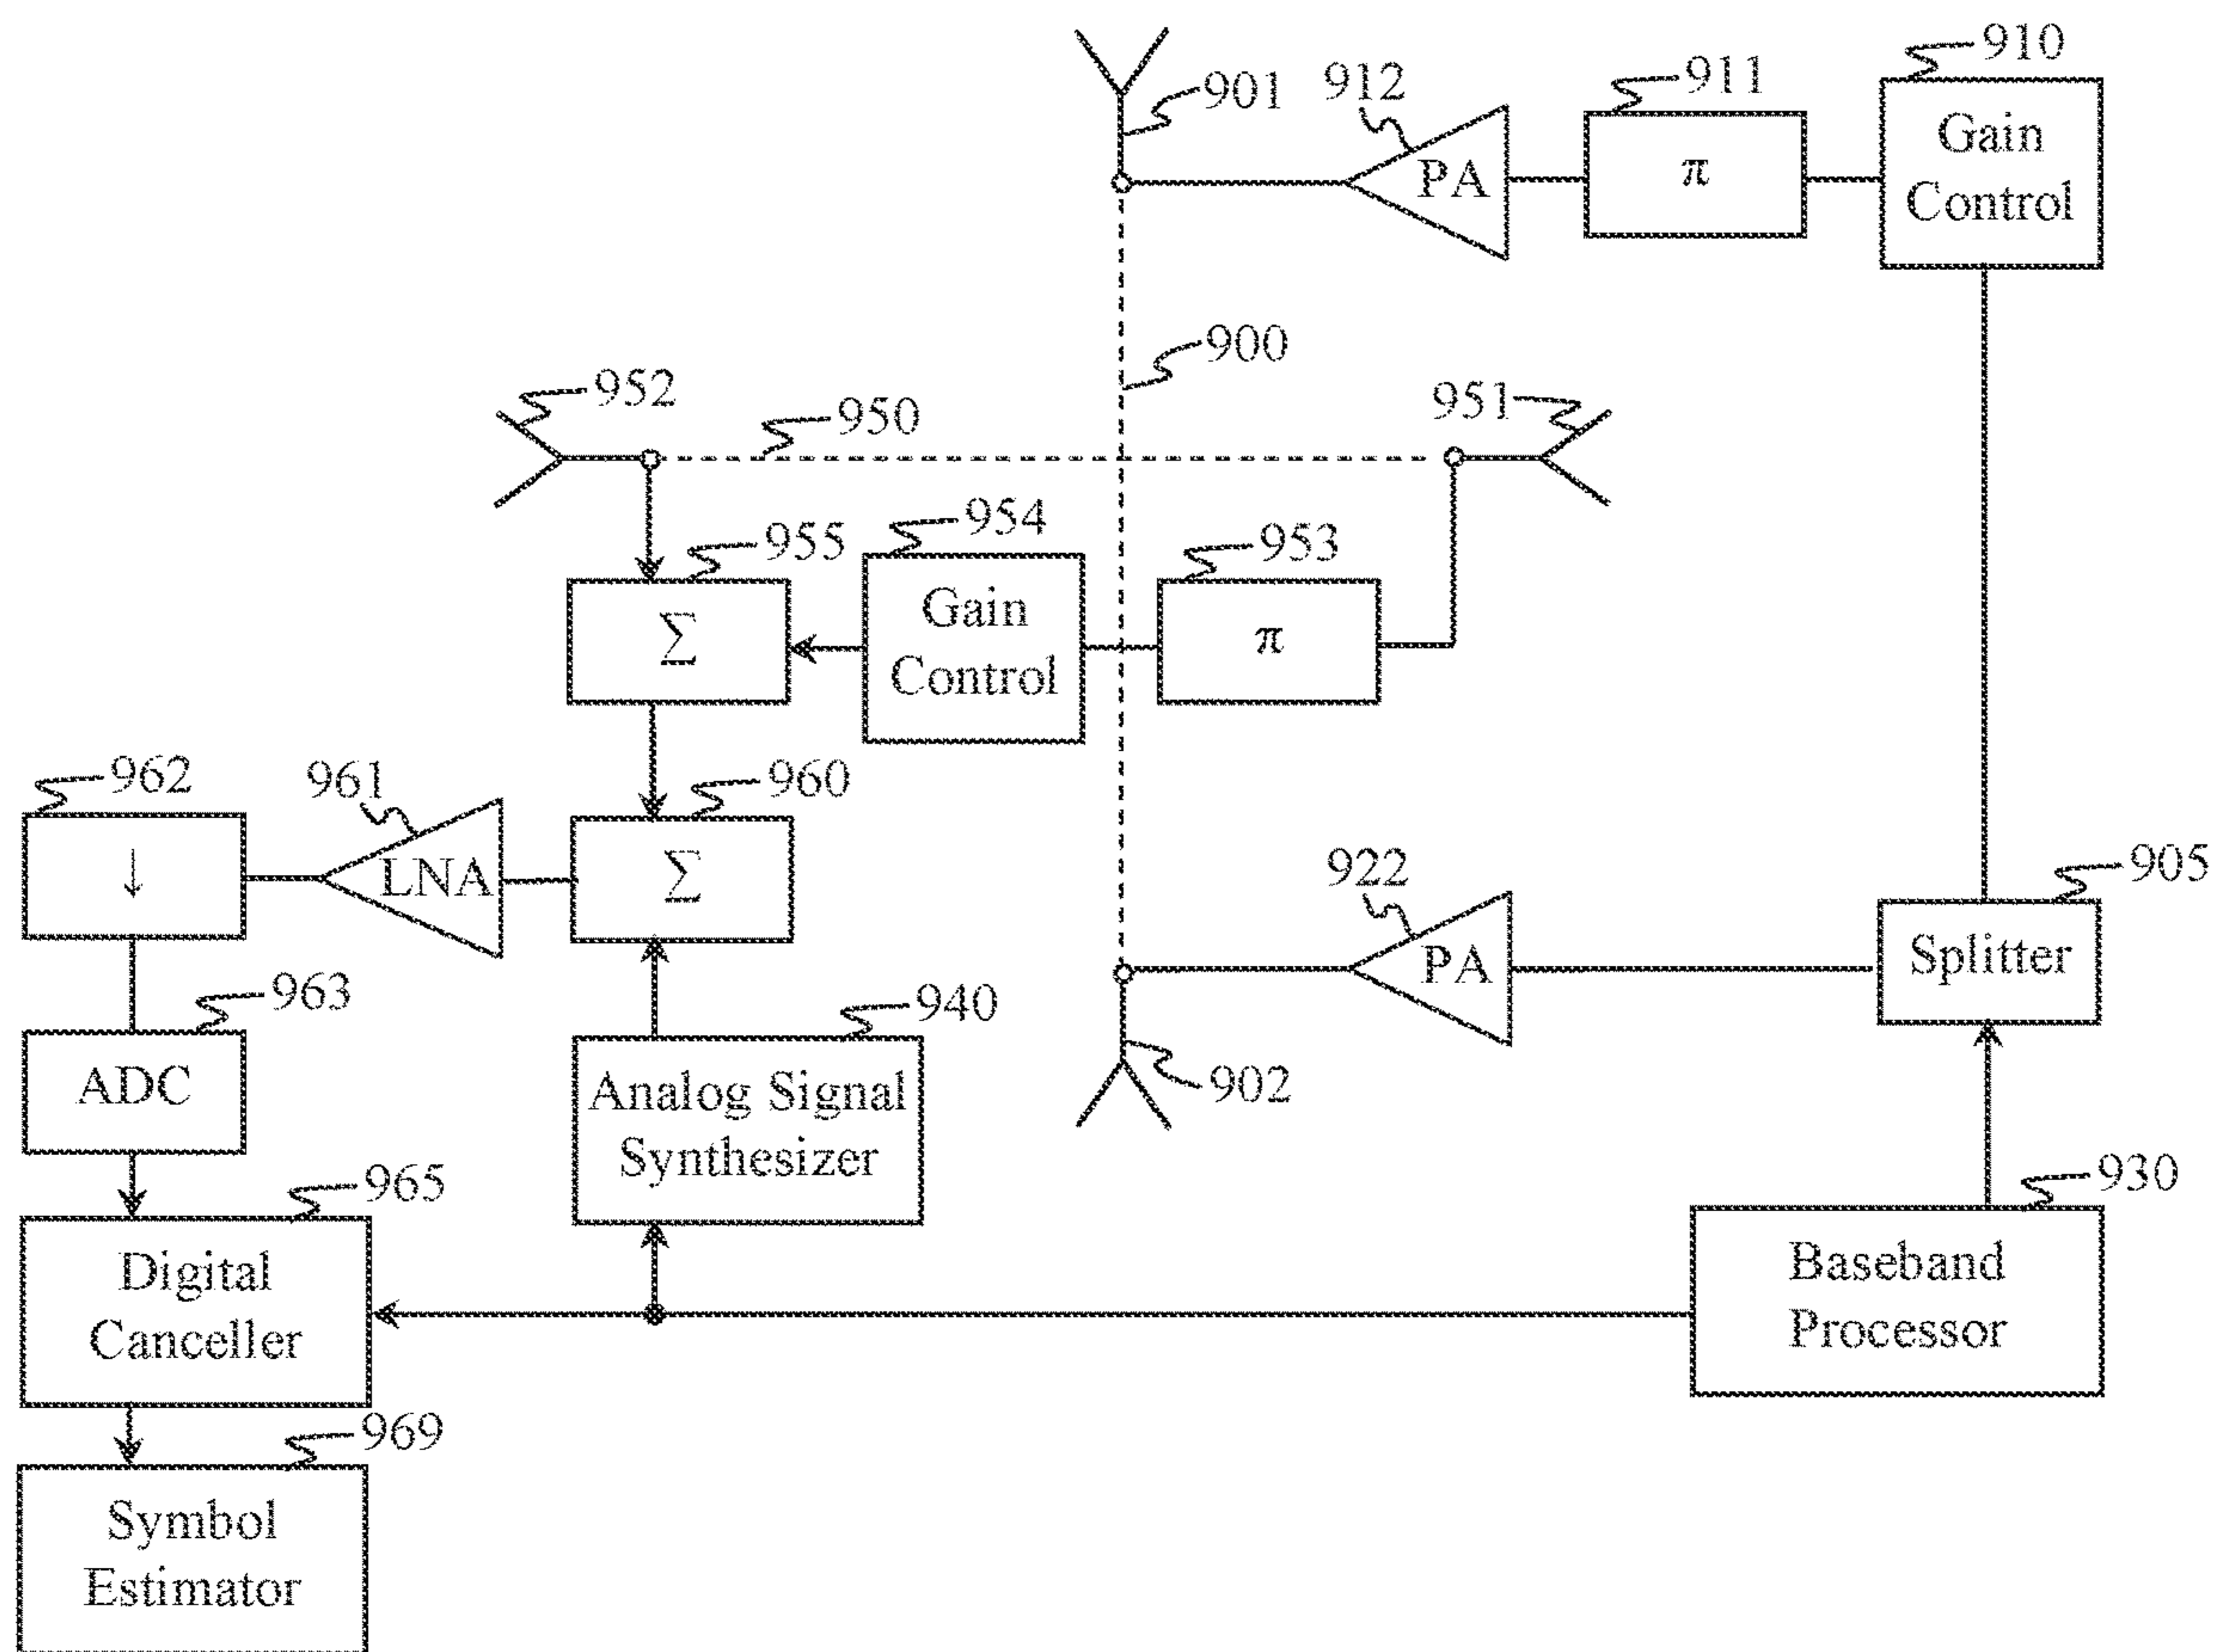 910
911
912
901
Gain
Control
π
PA
900
952
950
951
954
955
953
Gain
Control
Σ
π
962
961
960
922
905
↓
LNA
Σ
PA
Splitter
963
940
902
ADC
Analog Signal
Synthesizer
965
930
Digital
Canceller
Baseband
Processor
969
Symbol
Estimator